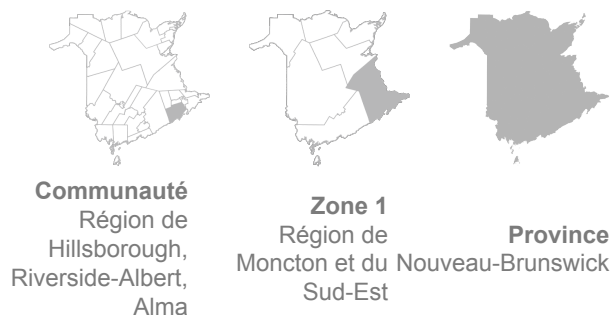 Communauté
Région de
Hillsborough,
Riverside-Albert,
Alma
Zone 1
Région de
Moncton et du
Sud-Est
Province
Nouveau-Brunswick